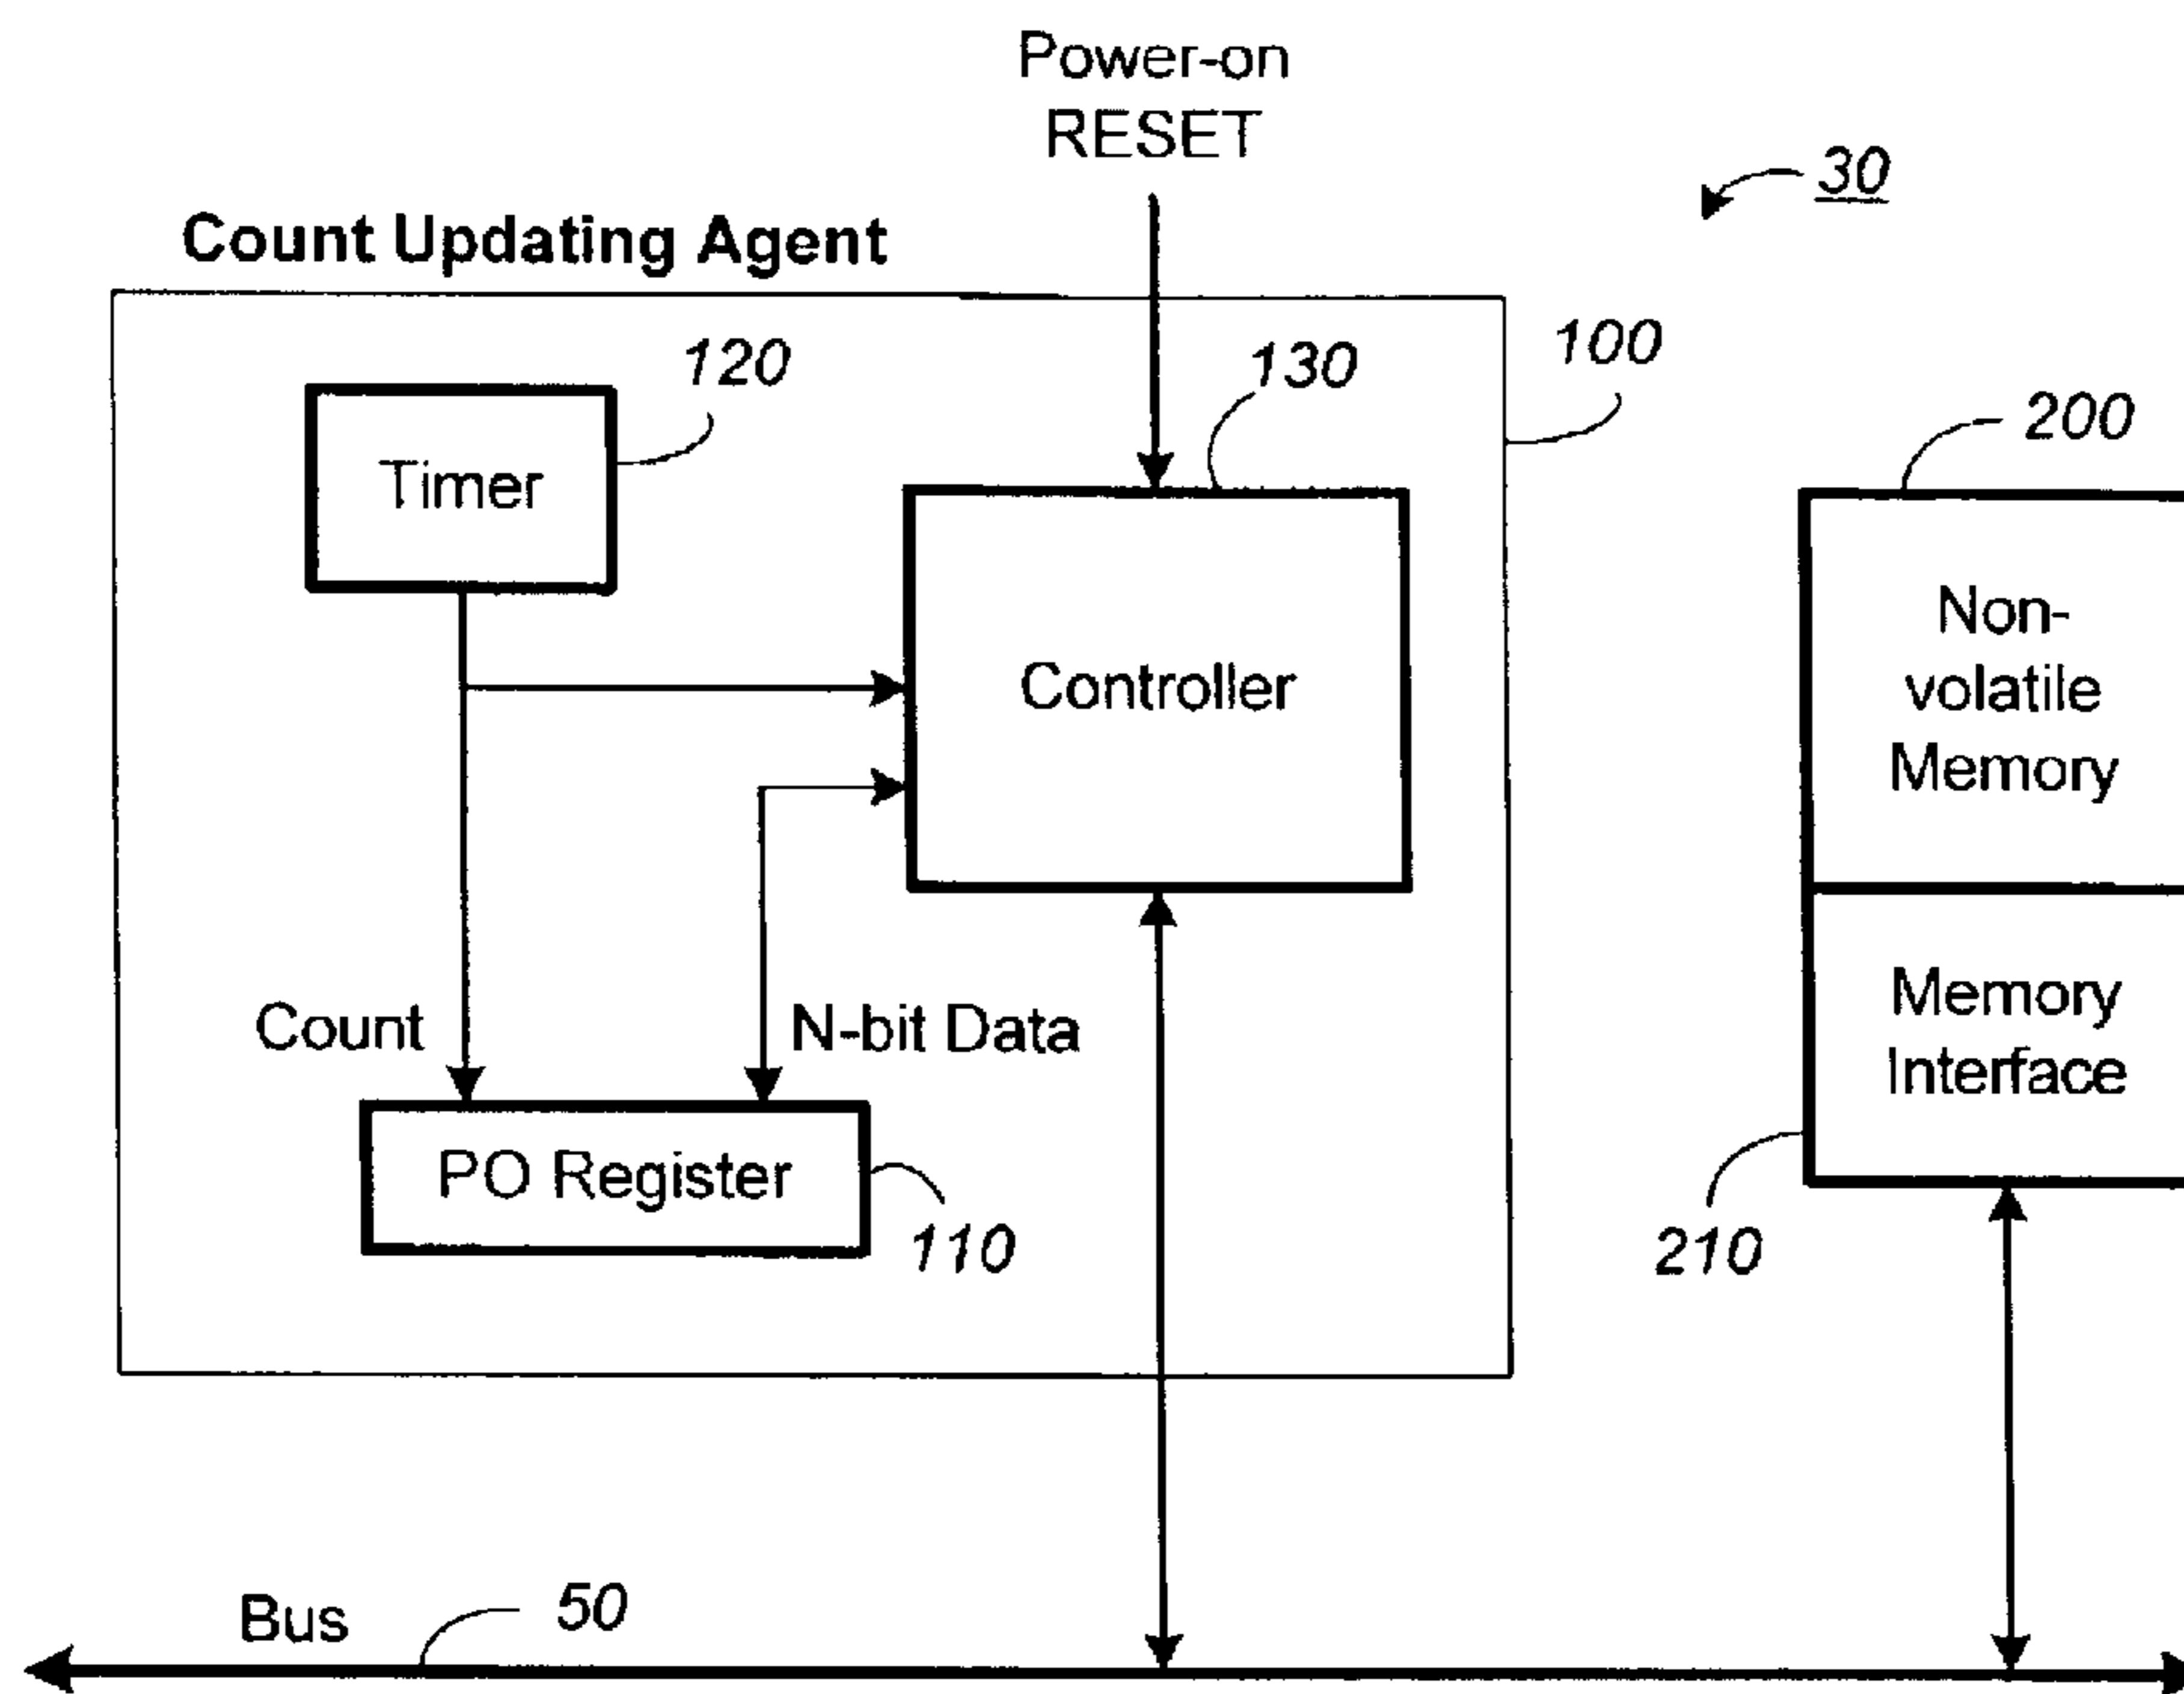 Power-on
RESET
30
Count Updating Agent
120
130
100
200
Timer
Non-
volatile
Memory
Controller
Count
N-bit Data
Memory
Interface
PO Register
110
210
Bus
50